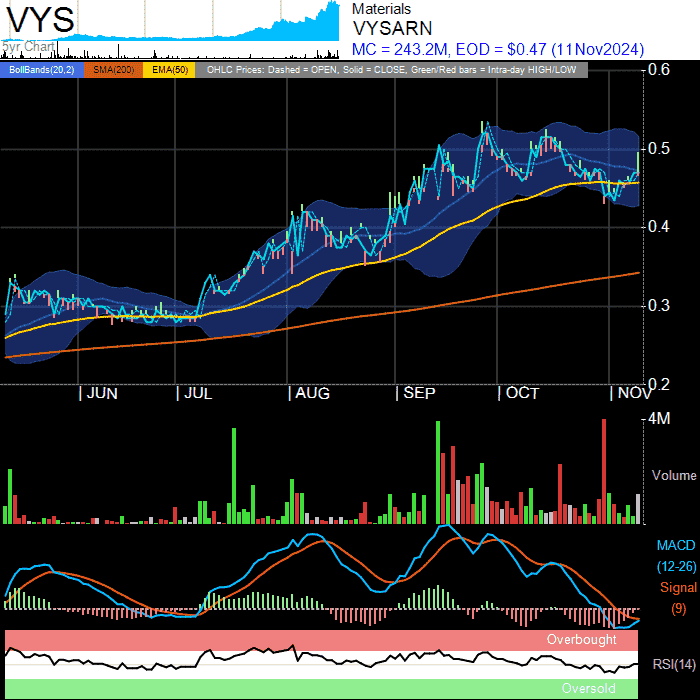 VYS
Materials
VYSARN
5yr Chart
MC = 243.2M, EOD = $0.47 (11Nov2024)
BollBands(20,2) SMA(200) EMA(50) OHLC Prices: Dashed = OPEN, Solid = CLOSE, Green/Red bars = Intra-day HIGH/LOW
0.6
0.5
0.4
0.3
0.2
JUN JUL AUG SEP OCT NOV
4M
Volume
MACD
(12-26)
Signal
(9)
Overbought
RSI(14)
Oversold